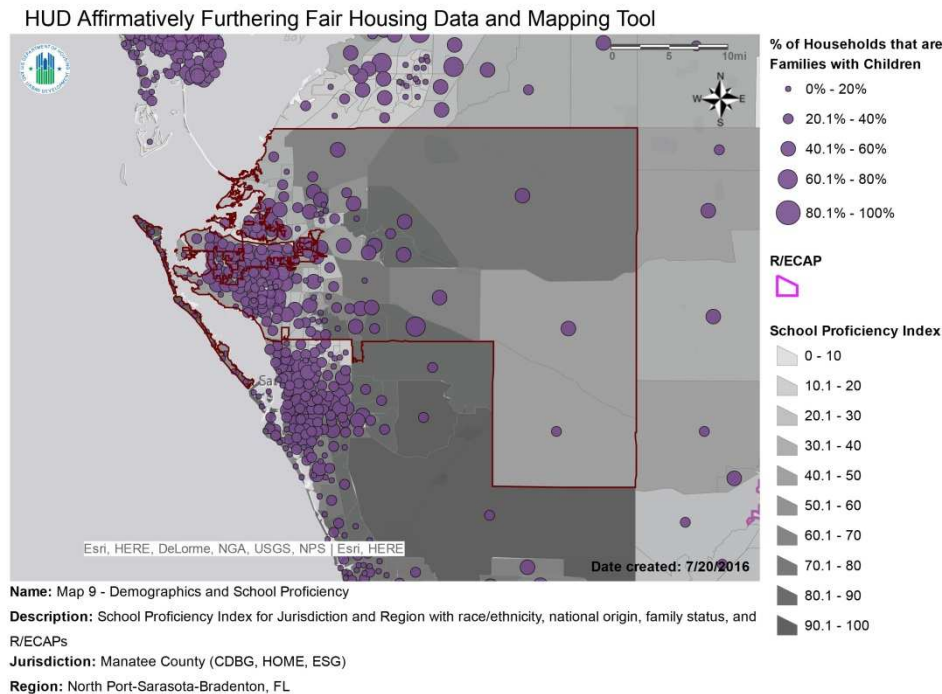 HUD Affirmatively Furthering Fair Housing Data and Mapping Tool
Bay
10mi
N
W E
S
Sar
Esri, HERE, DeLorme, NGA, USGS, NPS | Esri, HERE
Date created: 7/20/2016
% of Households that are
Families with Children
0% - 20%
20.1% - 40%
40.1% - 60%
60.1% - 80%
80.1% - 100%
R/ECAP
School Proficiency Index
0 - 10
10.1 - 20
20.1 - 30
30.1 - 40
40.1 - 50
50.1 - 60
60.1 - 70
70.1 - 80
80.1 - 90
90.1 - 100
Name: Map 9 - Demographics and School Proficiency
Description: School Proficiency Index for Jurisdiction and Region with race/ethnicity, national origin, family status, and
R/ECAPs
Jurisdiction: Manatee County (CDBG, HOME, ESG)
Region: North Port-Sarasota-Bradenton, FL